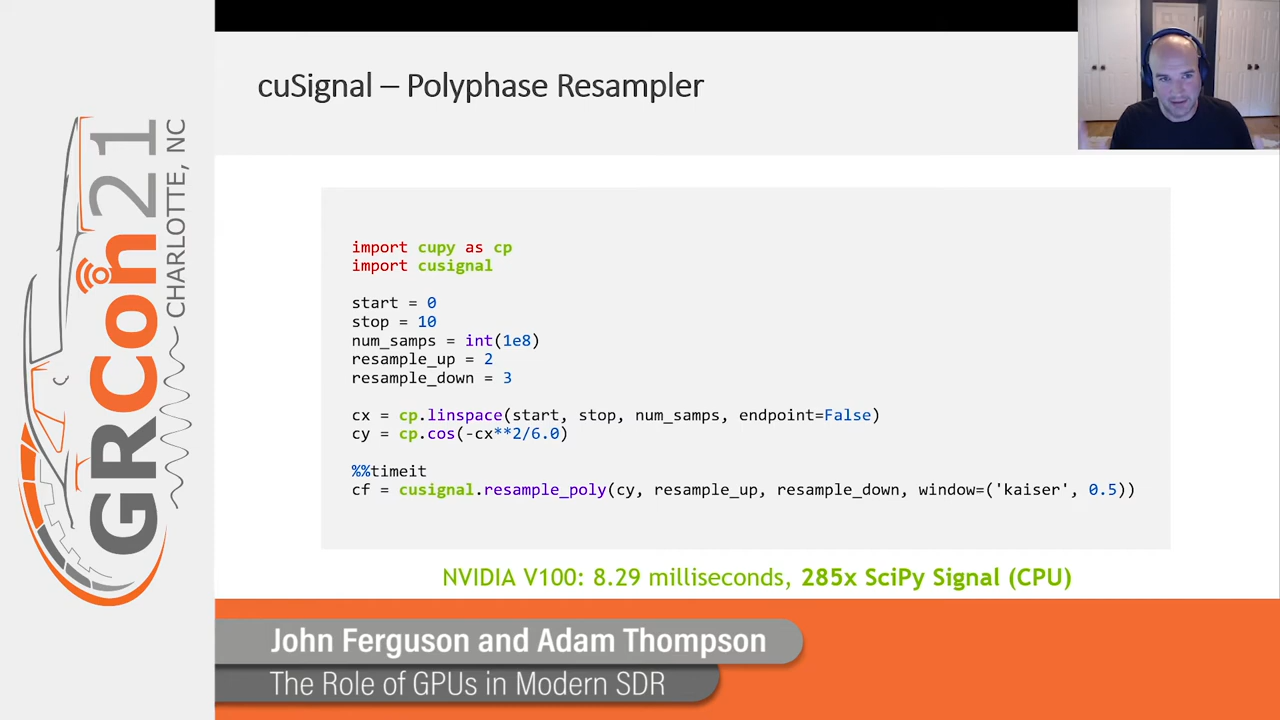 cuSignal – Polyphase Resampler
GRCon21
CHARLOTTE, NC
import cupy as cp
import cusignal
start = 0
stop = 10
num_samps = int(1e8)
resample_up = 2
resample_down = 3
cx = cp.linspace(start, stop, num_samps, endpoint=False)
cy = cp.cos(-cx**2/6.0)
%%timeit
cf = cusignal.resample_poly(cy, resample_up, resample_down, window=('kaiser', 0.5))
NVIDIA V100: 8.29 milliseconds, 285x SciPy Signal (CPU)
John Ferguson and Adam Thompson
The Role of GPUs in Modern SDR